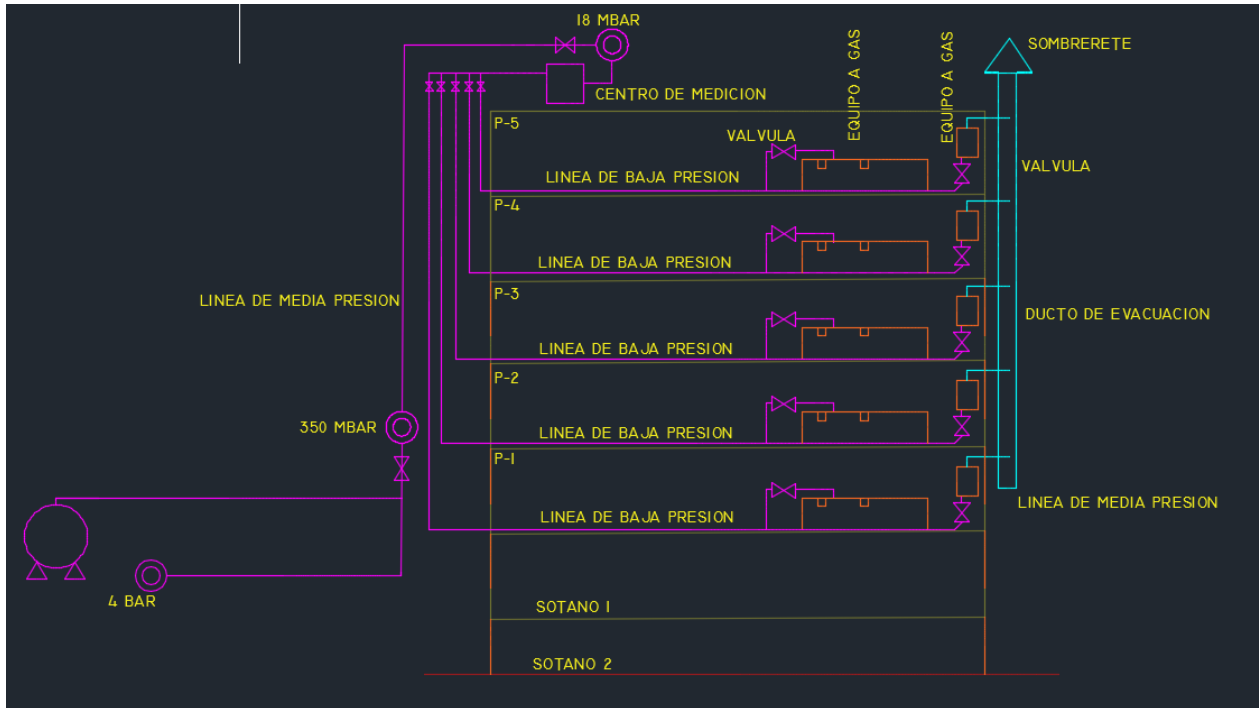 18 MBAR
SOMBRERETE
CENTRO DE MEDICION
EQUIPO A GAS
EQUIPO A GAS
P-5
VALVULA
VALVULA
LINEA DE BAJA PRESION
P-4
LINEA DE BAJA PRESION
LINEA DE MEDIA PRESION
P-3
DUCTO DE EVACUACION
LINEA DE BAJA PRESION
P-2
350 MBAR
LINEA DE BAJA PRESION
P-1
LINEA DE MEDIA PRESION
LINEA DE BAJA PRESION
4 BAR
SOTANO 1
SOTANO 2